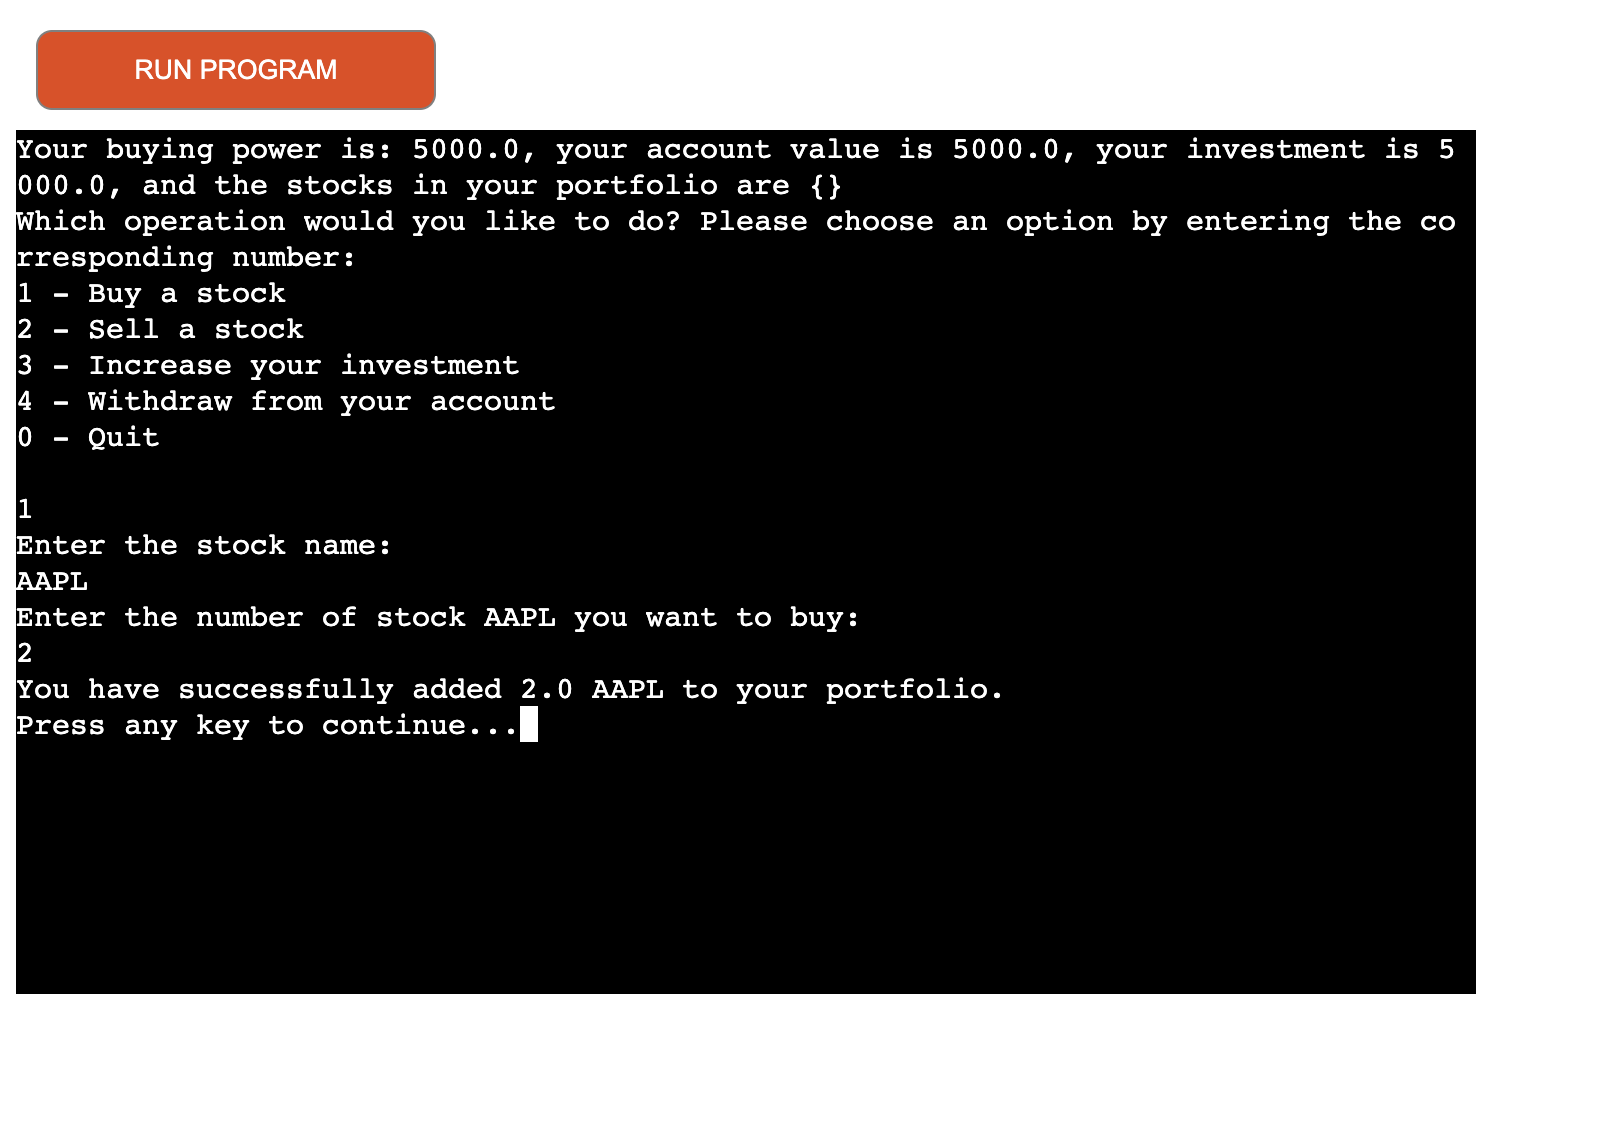 RUN PROGRAM
Your buying power is: 5000.0, your account value is 5000.0, your investment is 5
000.0, and the stocks in your portfolio are {}
Which operation would you like to do? Please choose an option by entering the co
rresponding number:
1 - Buy a stock
2 - Sell a stock
3 - Increase your investment
4 - Withdraw from your account
0 - Quit
1
Enter the stock name:
AAPL
Enter the number of stock AAPL you want to buy:
2
You have successfully added 2.0 AAPL to your portfolio.
Press any key to continue...